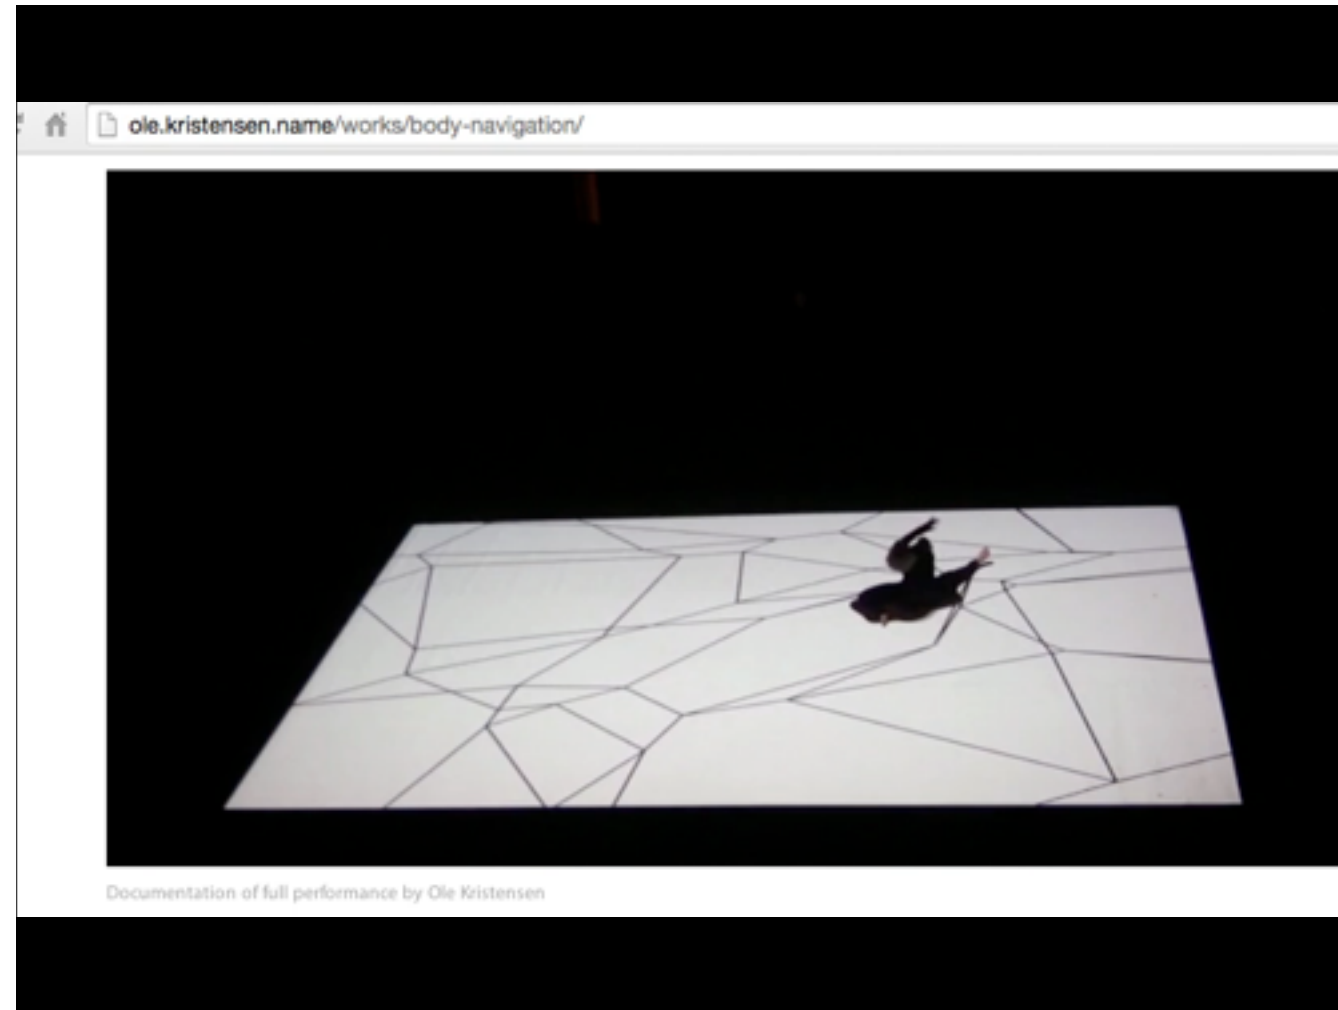 ole.kristensen.name/works/body-navigation/
Documentation of full performance by Ole Kristensen